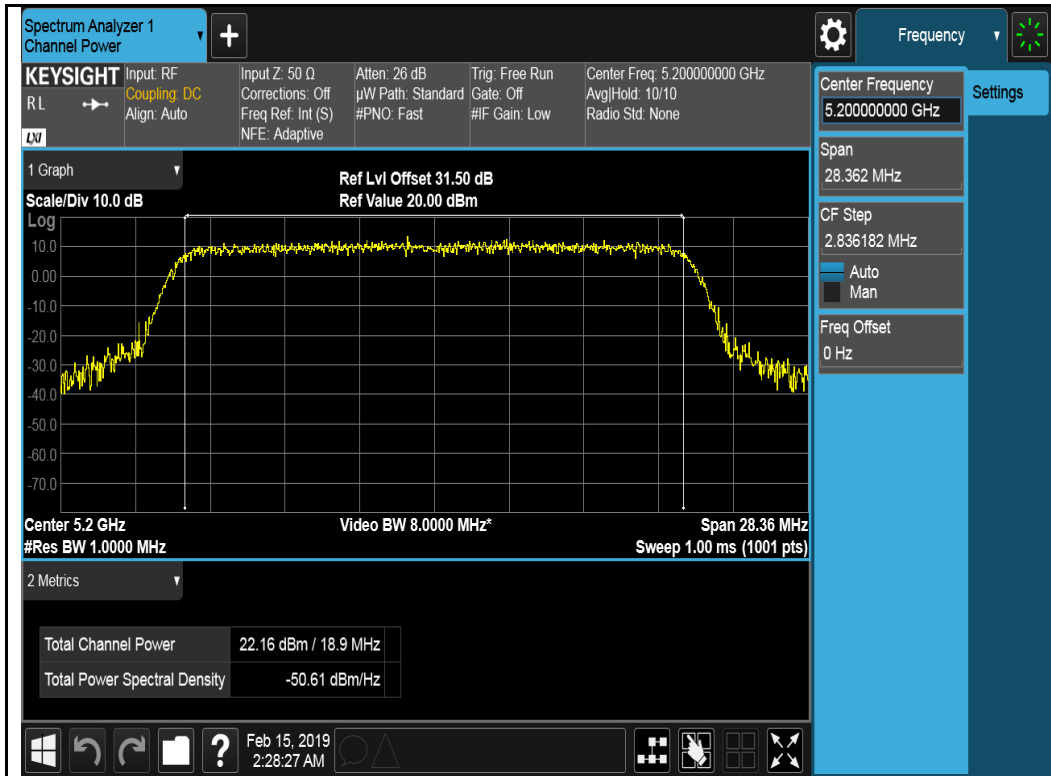 Spectrum Analyzer 1
Channel Power
+
Frequency
KEYSIGHT
R L
LXI
Input: RF
Coupling: DC
Align: Auto
Input Z: 50 Ω
Corrections: Off
Freq Ref: Int (S)
NFE: Adaptive
Atten: 26 dB
µW Path: Standard
#PNO: Fast
Trig: Free Run
Gate: Off
#IF Gain: Low
Center Freq: 5.200000000 GHz
Avg|Hold: 10/10
Radio Std: None
Center Frequency
5.200000000 GHz
Settings
Span
28.362 MHz
CF Step
2.836182 MHz
Auto
Man
Freq Offset
0 Hz
1 Graph
Scale/Div 10.0 dB
Ref Lvl Offset 31.50 dB
Ref Value 20.00 dBm
Log
10.0
0.00
-10.0
-20.0
-30.0
-40.0
-50.0
-60.0
-70.0
Center 5.2 GHz
#Res BW 1.0000 MHz
Video BW 8.0000 MHz*
Span 28.36 MHz
Sweep 1.00 ms (1001 pts)
2 Metrics
Total Channel Power 22.16 dBm / 18.9 MHz
Total Power Spectral Density -50.61 dBm/Hz
?
Feb 15, 2019
2:28:27 AM